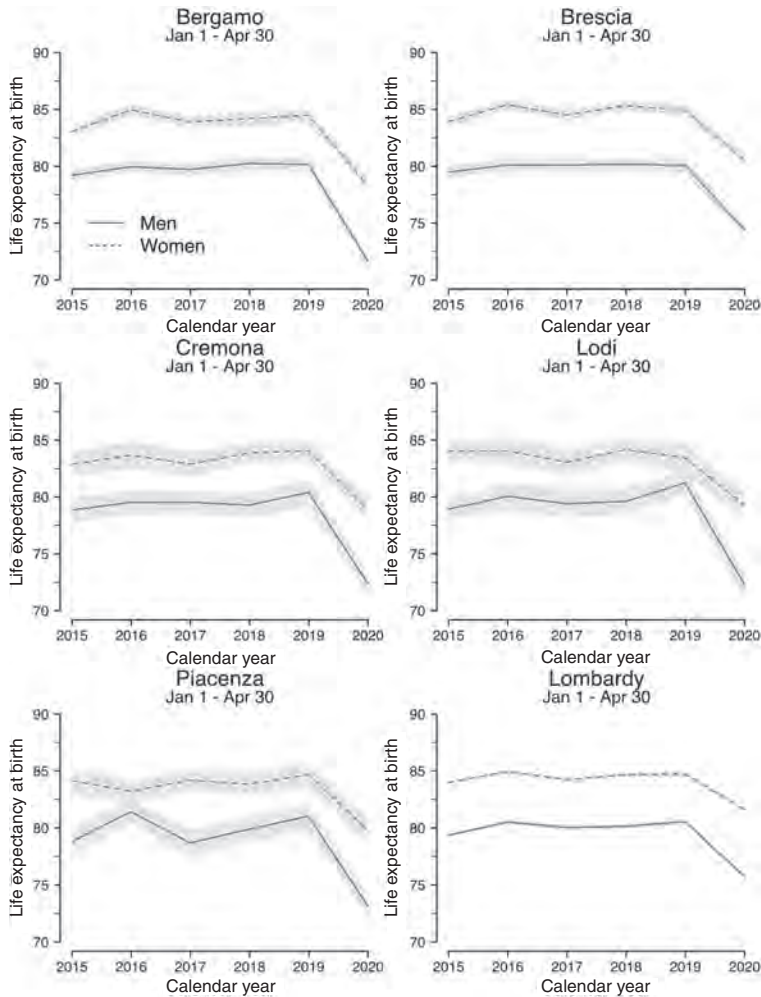 Bergamo
Jan 1 - Apr 30
90
85
80
75
70
Life expectancy at birth
Men
Women
2015 2016 2017 2018 2019 2020
Calendar year
Brescia
Jan 1 - Apr 30
90
85
80
75
70
Life expectancy at birth
2015 2016 2017 2018 2019 2020
Calendar year
Cremona
Jan 1 - Apr 30
90
85
80
75
70
Life expectancy at birth
2015 2016 2017 2018 2019 2020
Calendar year
Lodi
Jan 1 - Apr 30
90
85
80
75
70
Life expectancy at birth
2015 2016 2017 2018 2019 2020
Calendar year
Piacenza
Jan 1 - Apr 30
90
85
80
75
70
Life expectancy at birth
2015 2016 2017 2018 2019 2020
Calendar year
Lombardy
Jan 1 - Apr 30
90
85
80
75
70
Life expectancy at birth
2015 2016 2017 2018 2019 2020
Calendar year